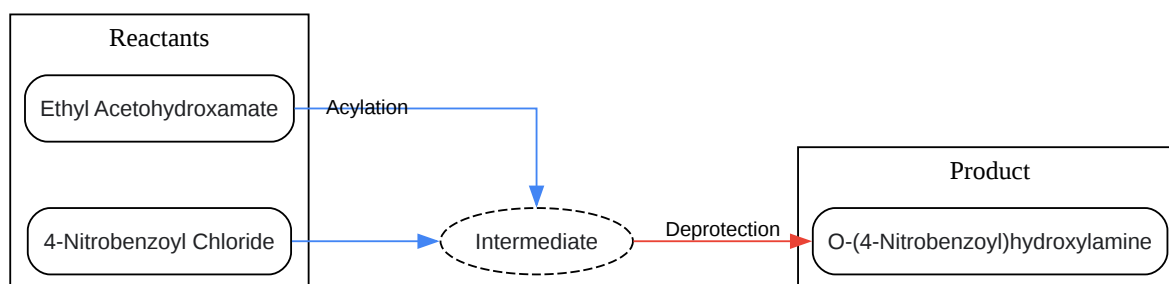 Reactants
Ethyl Acetohydroxamate
Acylation
4-Nitrobenzoyl Chloride
Intermediate
Deprotection
Product
O-(4-Nitrobenzoyl)hydroxylamine